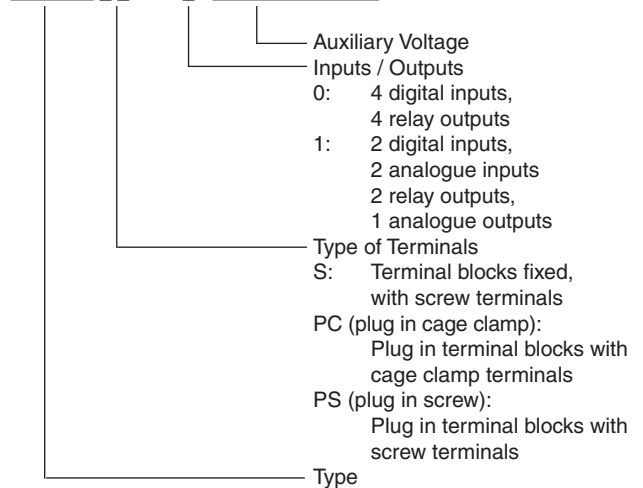 Auxiliary Voltage
Inputs / Outputs
0: 4 digital inputs,
4 relay outputs
1: 2 digital inputs,
2 analogue inputs
2 relay outputs,
1 analogue outputs
Type of Terminals
S: Terminal blocks fixed,
with screw terminals
PC (plug in cage clamp):
Plug in terminal blocks with
cage clamp terminals
PS (plug in screw):
Plug in terminal blocks with
screw terminals
Type